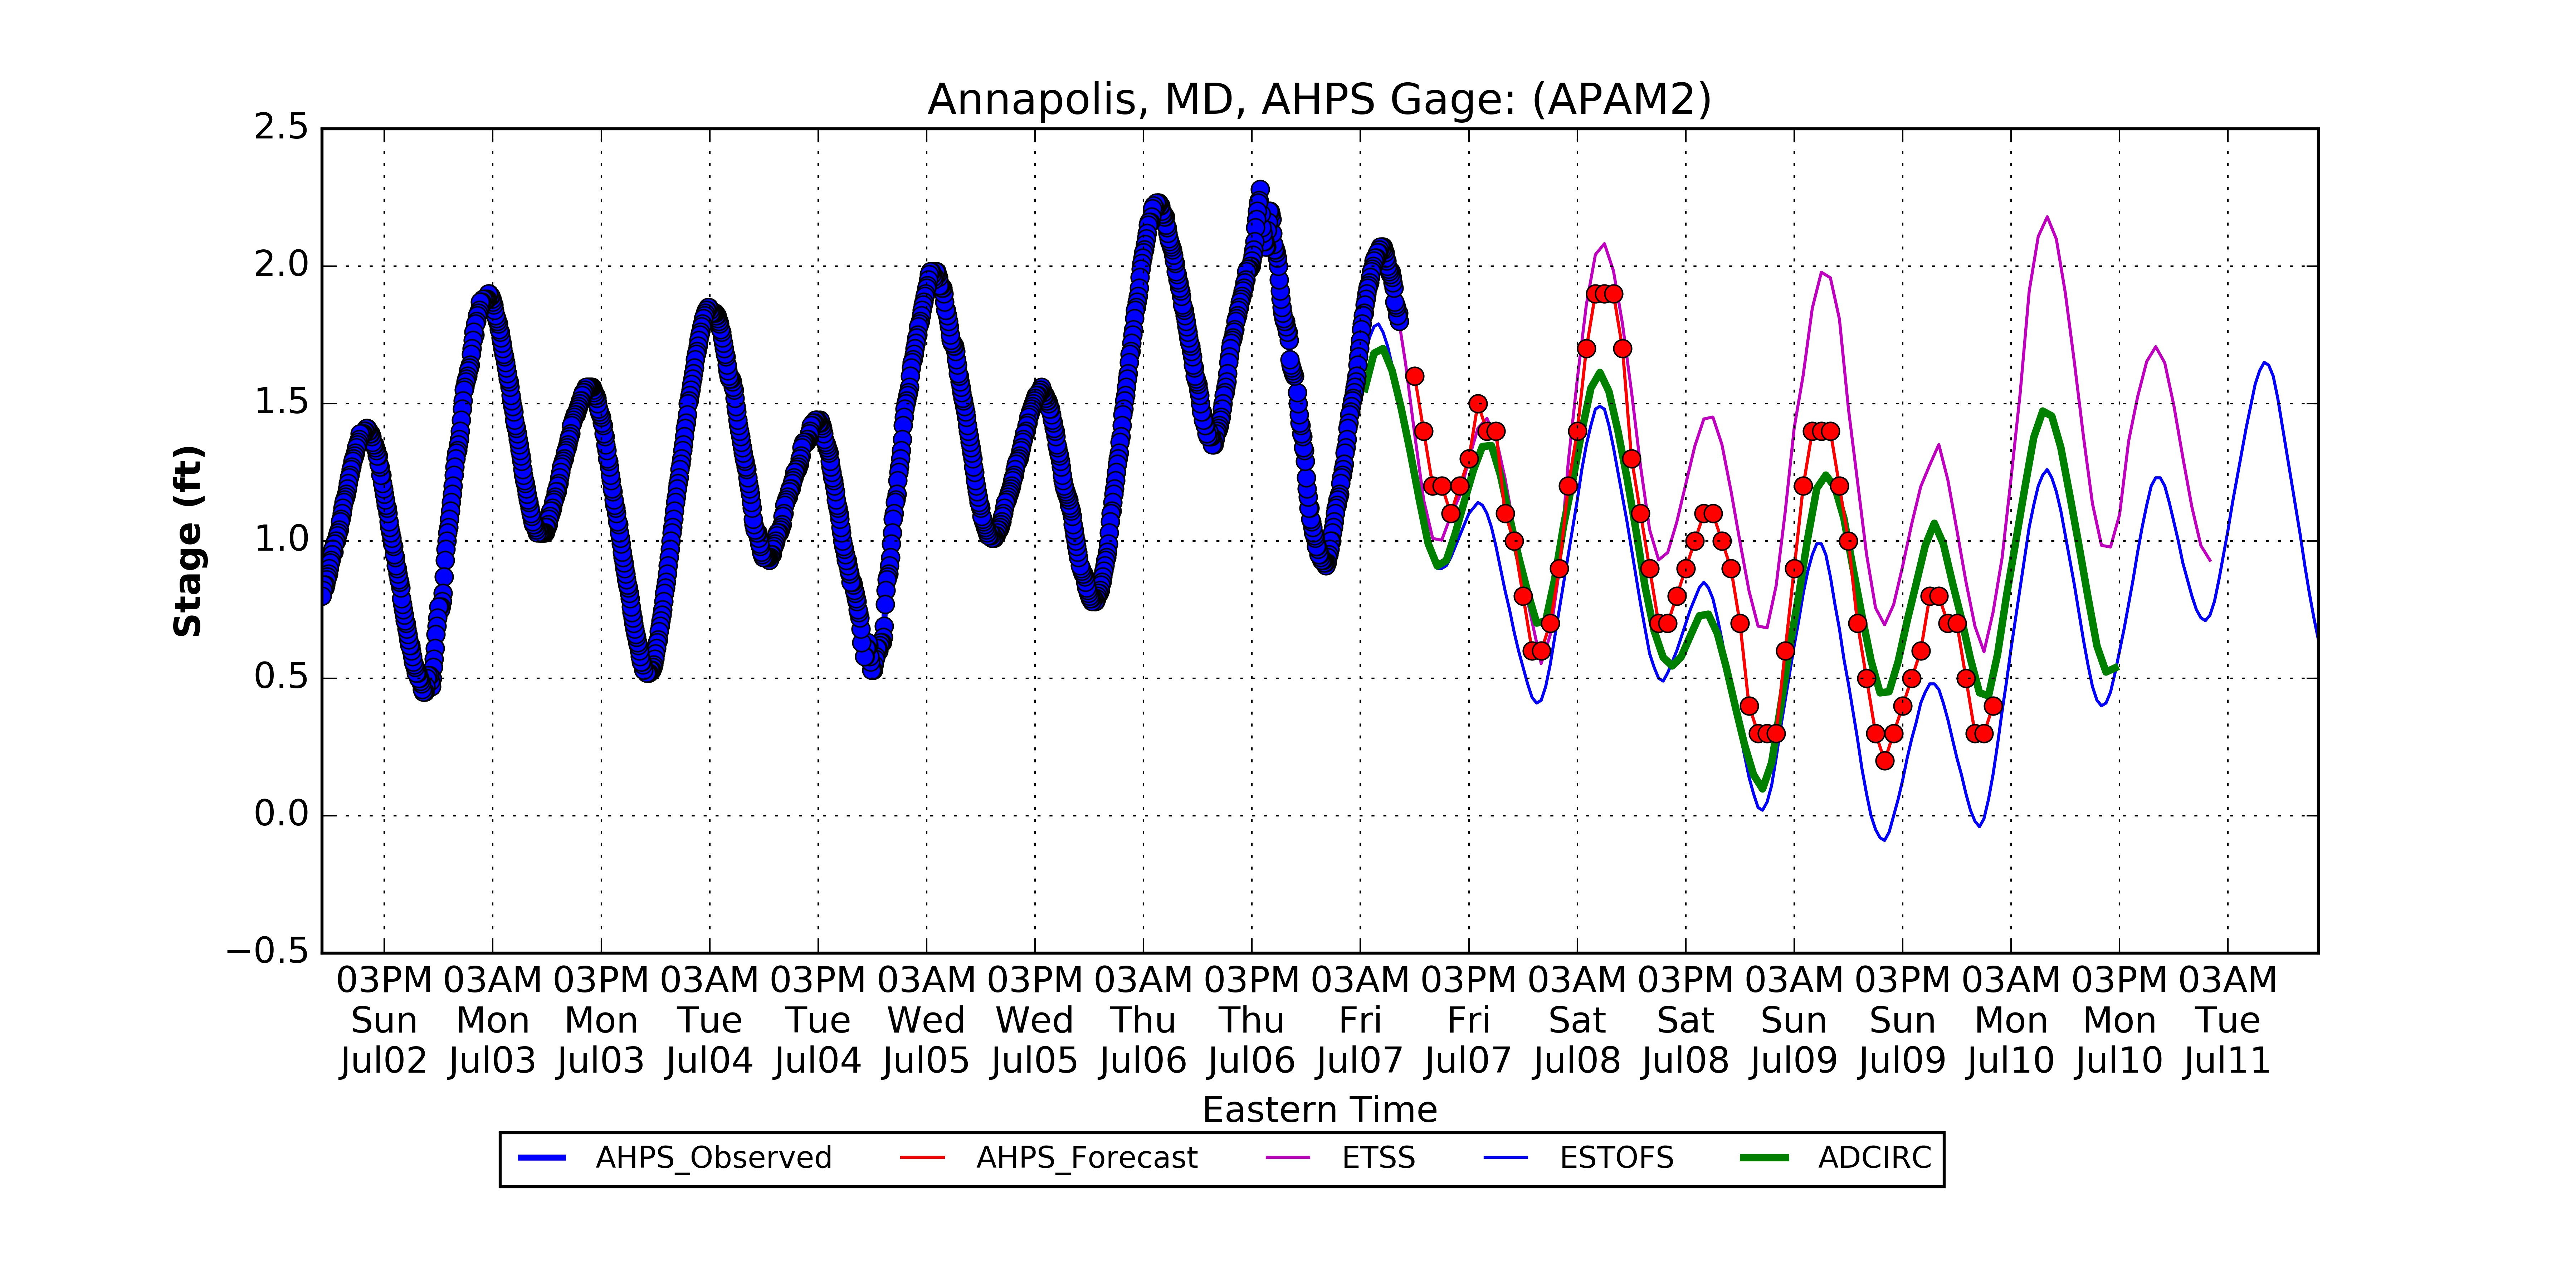 Annapolis, MD, AHPS Gage: (APAM2)
Stage (ft)
2.5
2.0
1.5
1.0
0.5
0.0
−0.5
03PM 03AM 03PM 03AM 03PM 03AM 03PM 03AM 03PM 03AM 03PM 03AM 03PM 03AM 03PM 03AM 03PM 03AM
Sun Mon Mon Tue Tue Wed Wed Thu Thu Fri Fri Sat Sat Sun Sun Mon Mon Tue
Jul02 Jul03 Jul03 Jul04 Jul04 Jul05 Jul05 Jul06 Jul06 Jul07 Jul07 Jul08 Jul08 Jul09 Jul09 Jul10 Jul10 Jul11
Eastern Time
AHPS_Observed AHPS_Forecast ETSS ESTOFS ADCIRC